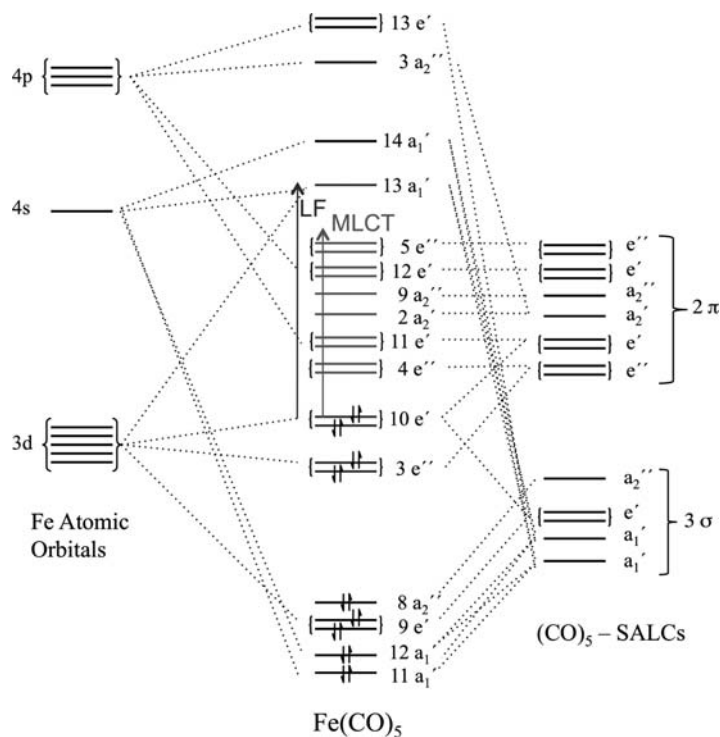 13 e′
4p
3 a₂″
14 a₁′
13 a₁′
4s
LF
MLCT
5 e″
e″
12 e′
e′
9 a₂″
a₂″
2 a₂′
a₂′
2 π
11 e′
e′
4 e″
e″
10 e′
3d
3 e″
a₂″
Fe Atomic
Orbitals
e′
3 σ
a₁′
a₁′
8 a₂″
9 e′
(CO)₅ – SALCs
12 a₁
11 a₁′
Fe(CO)₅